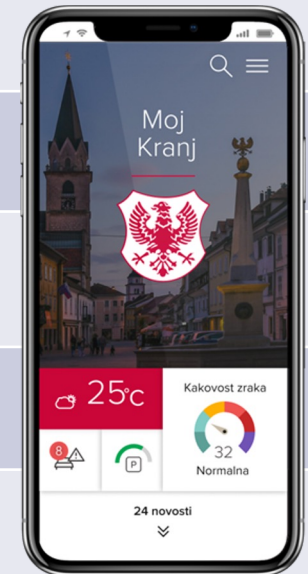 Moj
Kranj
25°C
Kakovost zraka
8
P
32
Normalna
24 novosti